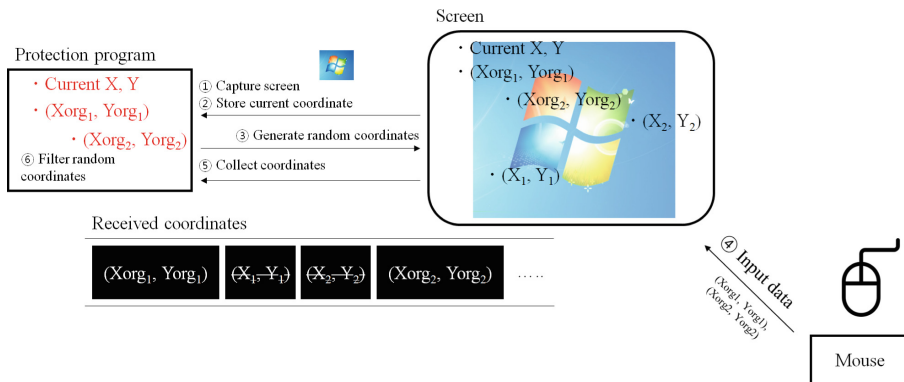 Screen
Protection program
· Current X, Y
· (Xorg₁, Yorg₁)
· (Xorg₂, Yorg₂)
⑥ Filter random
coordinates
① Capture screen
② Store current coordinate
③ Generate random coordinates
⑤ Collect coordinates
· Current X, Y
· (Xorg₁, Yorg₁)
· (Xorg₂, Yorg₂)
· (X₂, Y₂)
· (X₁, Y₁)
Received coordinates
(Xorg₁, Yorg₁) (X₁, Y₁) (X₂, Y₂) (Xorg₂, Yorg₂) .....
④ Input data
(Xorg1, Yorg1),
(Xorg2, Yorg2)
Mouse